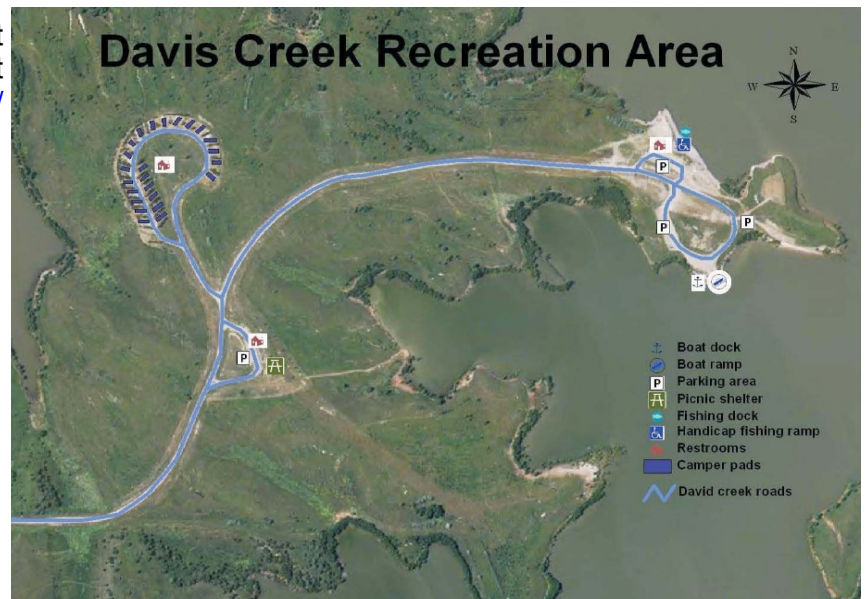 t
t
Davis Creek Recreation Area
N
W E
S
P
P
P
P
Boat dock
Boat ramp
P Parking area
Picnic shelter
Fishing dock
Handicap fishing ramp
Restrooms
Camper pads
David creek roads